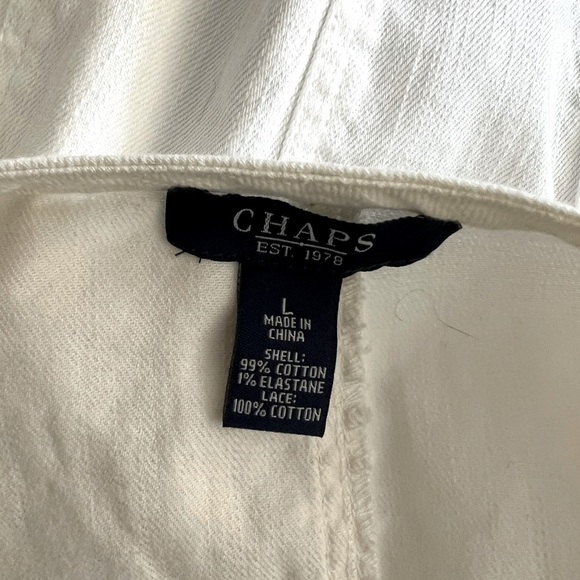 CHAPS
EST. 1978
L
MADE IN
CHINA
SHELL:
99% COTTON
1% ELASTANE
LACE:
100% COTTON